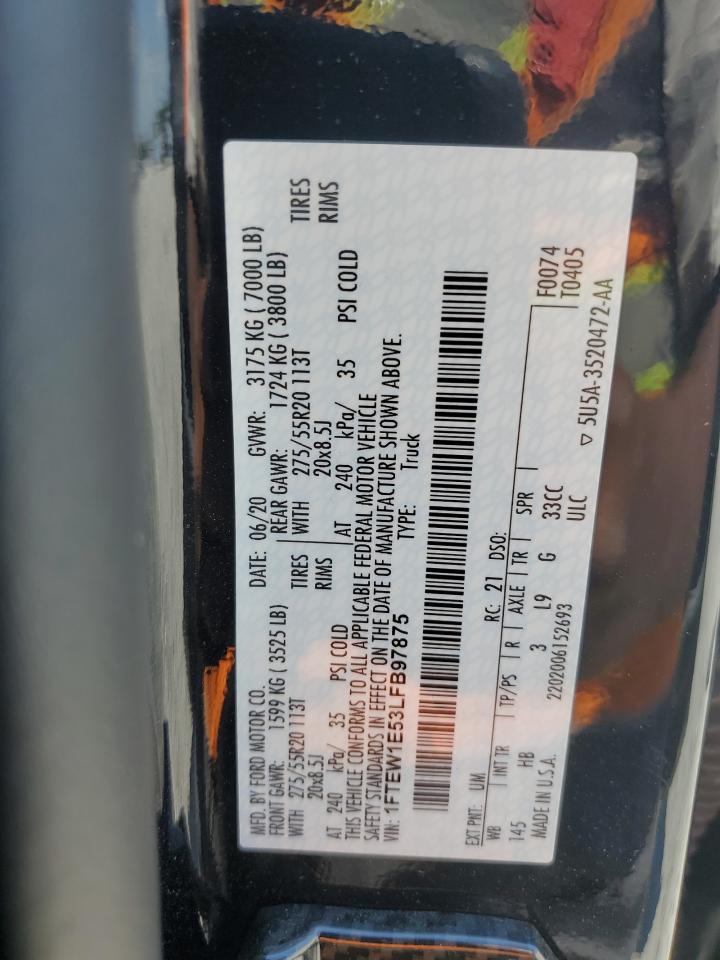 MFD. BY FORD MOTOR CO.
DATE: 06/20 GVWR: 3175 KG ( 7000 LB)
FRONT GAWR: 1599 KG ( 3525 LB) REAR GAWR: 1724 KG ( 3800 LB)
WITH 275/55R20 113T TIRES WITH 275/55R20 113T TIRES
20x8.5J RIMS 20x8.5J RIMS
AT 240 kPa/ 35 PSI COLD AT 240 kPa/ 35 PSI COLD
THIS VEHICLE CONFORMS TO ALL APPLICABLE FEDERAL MOTOR VEHICLE
SAFETY STANDARDS IN EFFECT ON THE DATE OF MANUFACTURE SHOWN ABOVE.
VIN: 1FTEW1E53LFB97875 TYPE: Truck
EXT PNT: UM RC: 21 DSO:
WB INT TR TP/PS R AXLE TR SPR F0074
145 HB 3 L9 G 33CC T0405
MADE IN U.S.A. 2202006152693 ULC ▽ 5U5A-3520472-AA